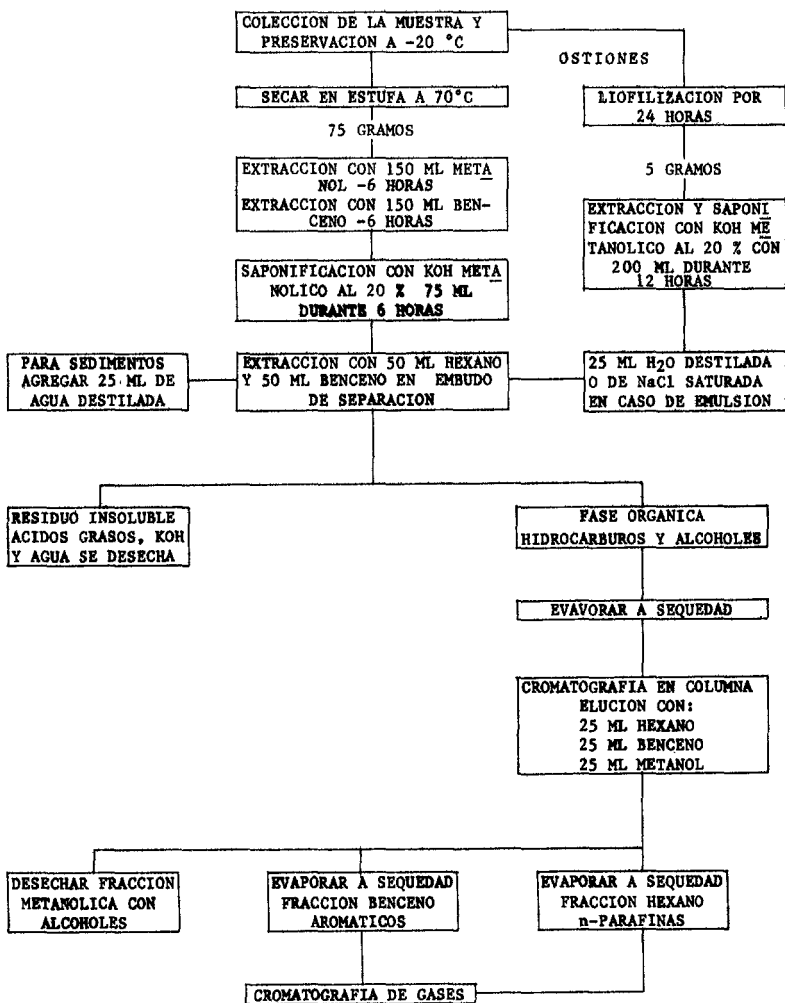 COLECCION DE LA MUESTRA Y
PRESERVACION A -20 °C
OSTIONES
SECAR EN ESTUFA A 70°C
LIOFILIZACION POR
24 HORAS
75 GRAMOS
5 GRAMOS
EXTRACCION CON 150 ML META
NOL -6 HORAS
EXTRACCION CON 150 ML BEN-
CENO -6 HORAS
EXTRACCION Y SAPONI
FICACION CON KOH ME
TANOLICO AL 20 % CON
200 ML DURANTE
12 HORAS
SAPONIFICACION CON KOH META
NOLICO AL 20 % 75 ML
DURANTE 6 HORAS
PARA SEDIMENTOS
AGREGAR 25 ML DE
AGUA DESTILADA
EXTRACCION CON 50 ML HEXANO
Y 50 ML BENCENO EN EMBUDO
DE SEPARACION
25 ML H2O DESTILADA
O DE NaCl SATURADA
EN CASO DE EMULSION
RESIDUO INSOLUBLE
ACIDOS GRASOS, KOH
Y AGUA SE DESECHA
FASE ORGANICA
HIDROCARBUROS Y ALCOHOLES
EVAVORAR A SEQUEDAD
CROMATOGRAFIA EN COLUMNA
ELUCION CON:
25 ML HEXANO
25 ML BENCENO
25 ML METANOL
DESECHAR FRACCION
METANOLICA CON
ALCOHOLES
EVAPORAR A SEQUEDAD
FRACCION BENCENO
AROMATICOS
EVAPORAR A SEQUEDAD
FRACCION HEXANO
n-PARAFINAS
CROMATOGRAFIA DE GASES